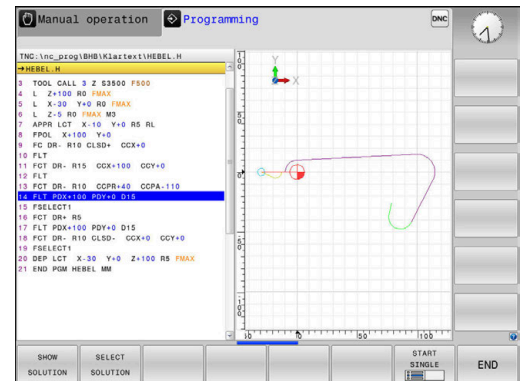 Manual operation
Programming
DNC
TNC:\nc_prog\BHB\Klartext\HEBEL.H
→HEBEL.H
3 TOOL CALL 3 Z S3500 F500
4 L Z+100 R0 FMAX
5 L X-30 Y+0 R0 FMAX
6 L Z-5 R0 FMAX M3
7 APPR LCT X-10 Y+0 R5 RL
8 FPOL X+100 Y+0
9 FC DR- R10 CLSD+ CCX+0
10 FLT
11 FCT DR- R15 CCX+100 CCY+0
12 FLT
13 FCT DR- R10 CCPR+40 CCPA-110
14 FLT PDX+100 PDY+0 D15
15 FSELECT1
16 FCT DR+ R5
17 FLT PDX+100 PDY+0 D15
18 FCT DR- R10 CLSD- CCX+0 CCY+0
19 FSELECT1
20 DEP LCT X-30 Y+0 Z+100 R5 FMAX
21 END PGM HEBEL MM
Y
X
50
0
50
100
SHOW SOLUTION
SELECT SOLUTION
START SINGLE
END